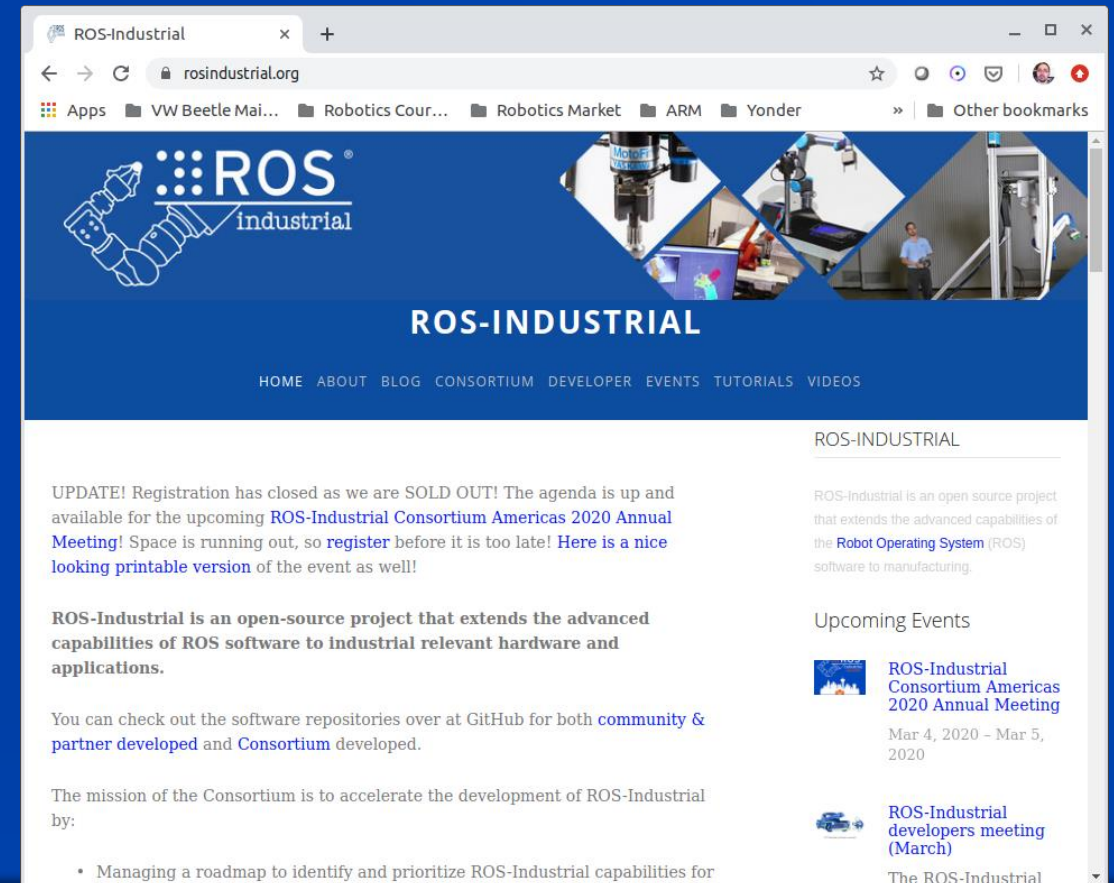 ROS-Industrial
rosindustrial.org
Apps
VW Beetle Mai...
Robotics Cour...
Robotics Market
ARM
Yonder
»
Other bookmarks
ROS®
industrial
MotoFi
YASKAWA
ROS-INDUSTRIAL
HOME ABOUT BLOG CONSORTIUM DEVELOPER EVENTS TUTORIALS VIDEOS
UPDATE! Registration has closed as we are SOLD OUT! The agenda is up and
available for the upcoming ROS-Industrial Consortium Americas 2020 Annual
Meeting! Space is running out, so register before it is too late! Here is a nice
looking printable version of the event as well!
ROS-Industrial is an open-source project that extends the advanced
capabilities of ROS software to industrial relevant hardware and
applications.
You can check out the software repositories over at GitHub for both community &
partner developed and Consortium developed.
The mission of the Consortium is to accelerate the development of ROS-Industrial
by:
• Managing a roadmap to identify and prioritize ROS-Industrial capabilities for
ROS-INDUSTRIAL
ROS-Industrial is an open source project
that extends the advanced capabilities of
the Robot Operating System (ROS)
software to manufacturing.
Upcoming Events
ROS-Industrial
Consortium Americas
2020 Annual Meeting
Mar 4, 2020 – Mar 5,
2020
ROS-Industrial
developers meeting
(March)
The ROS-Industrial